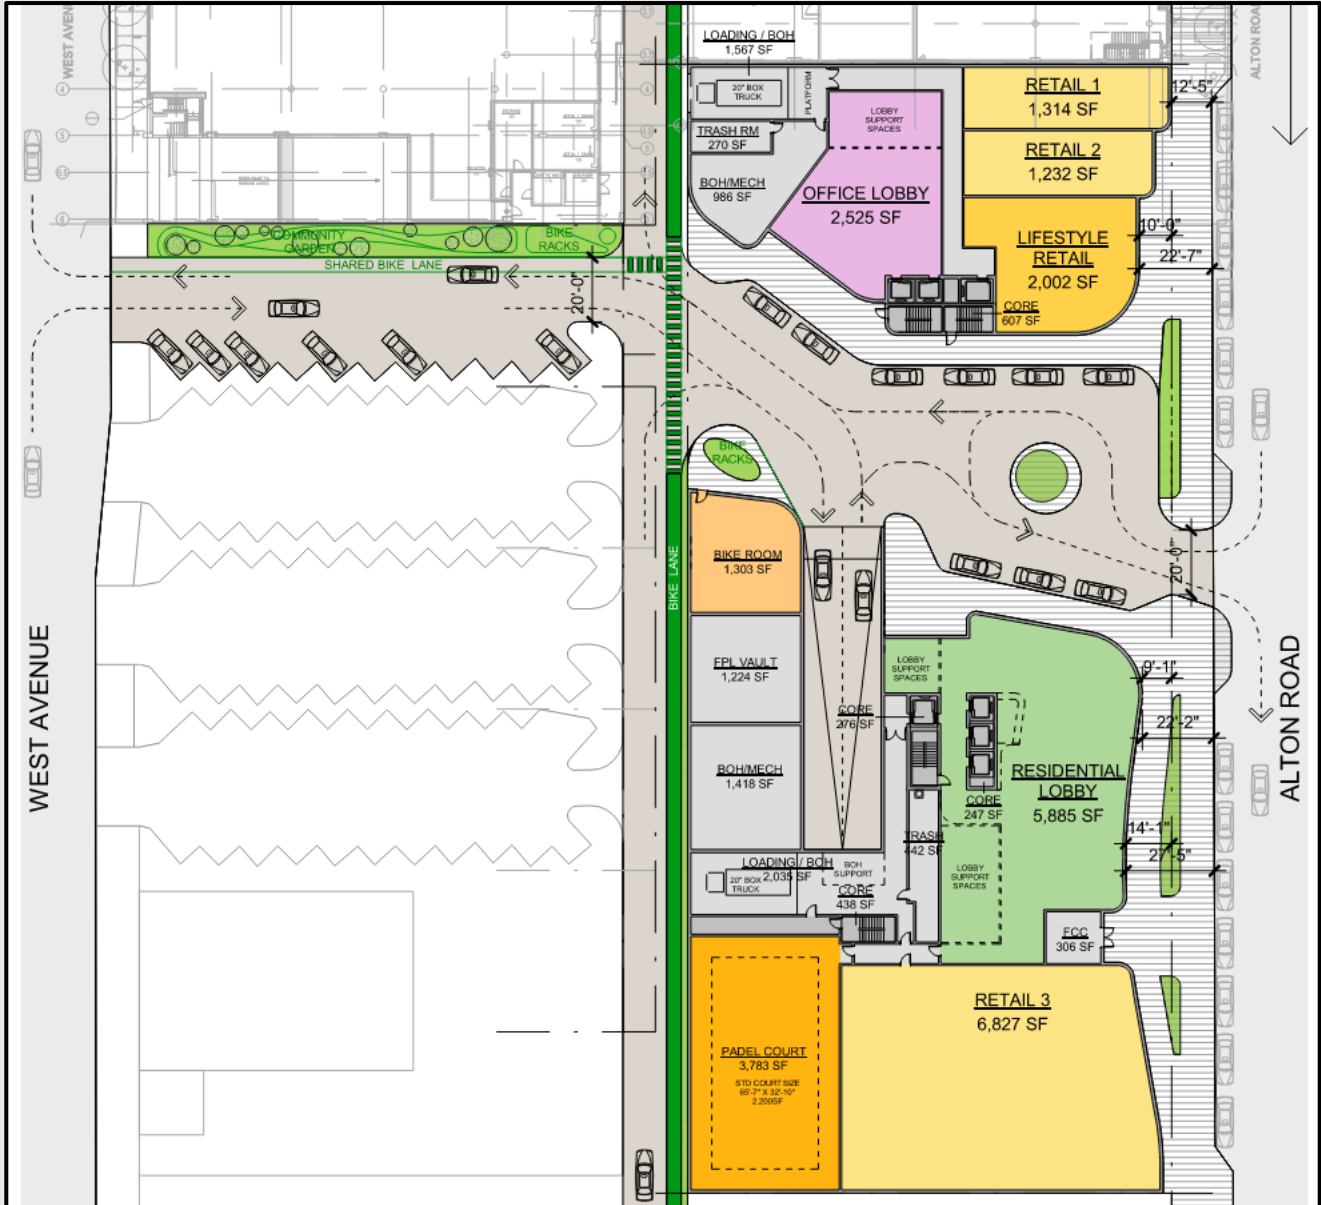 WEST AVENUE
ALTON ROAD
LOADING / BOH
1,567 SF
20" BOX
TRUCK
PLATFORM
LOBBY
SUPPORT
SPACES
RETAIL 1
1,314 SF
12'-5"
TRASH RM
270 SF
RETAIL 2
1,232 SF
BOH/MECH
986 SF
OFFICE LOBBY
2,525 SF
LIFESTYLE
RETAIL
2,002 SF
10'-0"
22'-7"
COMMUNITY
GARDEN
BIKE
RACKS
SHARED BIKE LANE
20'-0"
CORE
607 SF
BIKE
RACKS
BIKE ROOM
1,303 SF
BIKE LANE
20'-0"
FPL VAULT
1,224 SF
LOBBY
SUPPORT
SPACES
9'-1"
22'-2"
CORE
276 SF
BOH/MECH
1,418 SF
RESIDENTIAL
LOBBY
5,885 SF
CORE
247 SF
WEST AVENUE
ALTON ROAD
TRASH
442 SF
14'-1"
27'-5"
LOADING / BOH
2,035 SF
20" BOX
TRUCK
BOH
SUPPORT
LOBBY
SUPPORT
SPACES
CORE
438 SF
FCC
306 SF
RETAIL 3
6,827 SF
PADEL COURT
3,783 SF
STD COURT SIZE
65'-7" X 32'-10"
2,200SF